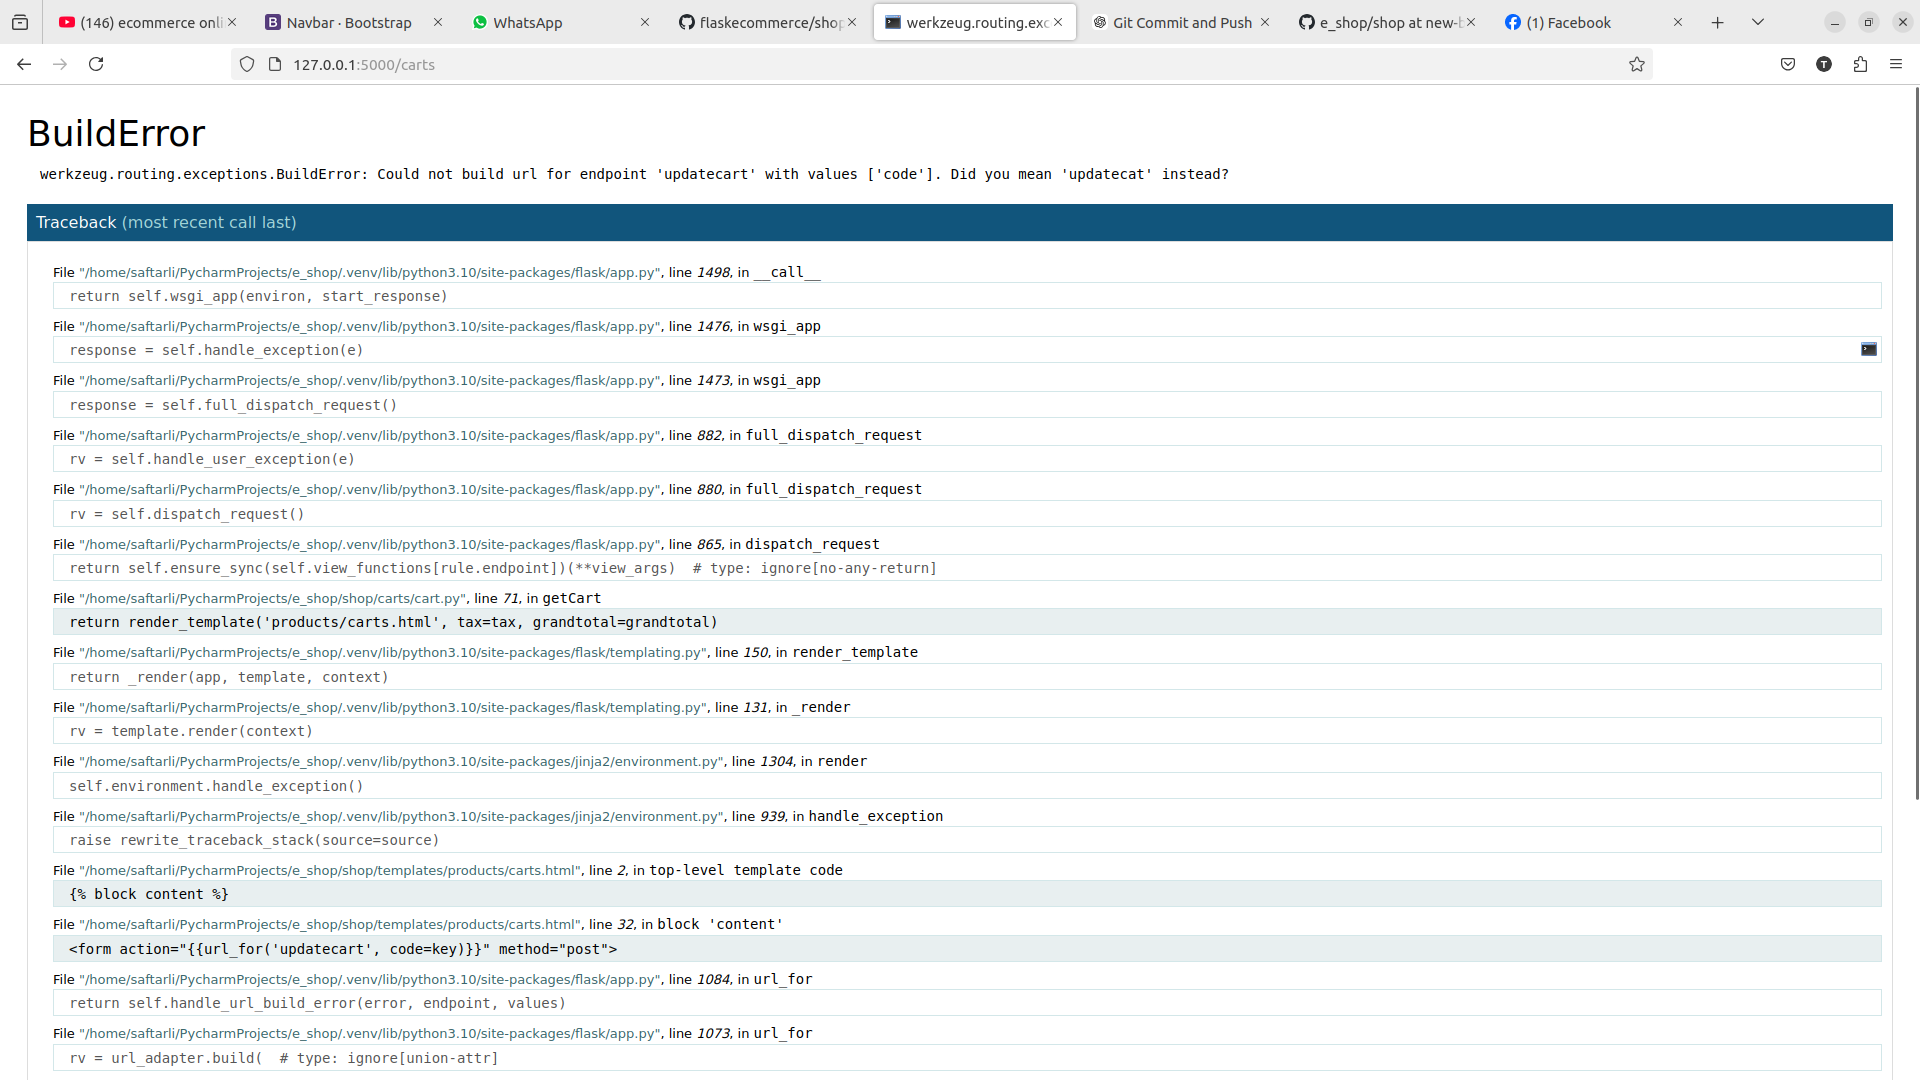 (146) ecommerce onli
Navbar · Bootstrap
WhatsApp
flaskecommerce/shop
werkzeug.routing.exc
Git Commit and Push
e_shop/shop at new-b
(1) Facebook
127.0.0.1:5000/carts
T
BuildError
werkzeug.routing.exceptions.BuildError: Could not build url for endpoint 'updatecart' with values ['code']. Did you mean 'updatecat' instead?
Traceback (most recent call last)
File "/home/saftarli/PycharmProjects/e_shop/.venv/lib/python3.10/site-packages/flask/app.py", line 1498, in __call__
return self.wsgi_app(environ, start_response)
File "/home/saftarli/PycharmProjects/e_shop/.venv/lib/python3.10/site-packages/flask/app.py", line 1476, in wsgi_app
response = self.handle_exception(e)
File "/home/saftarli/PycharmProjects/e_shop/.venv/lib/python3.10/site-packages/flask/app.py", line 1473, in wsgi_app
response = self.full_dispatch_request()
File "/home/saftarli/PycharmProjects/e_shop/.venv/lib/python3.10/site-packages/flask/app.py", line 882, in full_dispatch_request
rv = self.handle_user_exception(e)
File "/home/saftarli/PycharmProjects/e_shop/.venv/lib/python3.10/site-packages/flask/app.py", line 880, in full_dispatch_request
rv = self.dispatch_request()
File "/home/saftarli/PycharmProjects/e_shop/.venv/lib/python3.10/site-packages/flask/app.py", line 865, in dispatch_request
return self.ensure_sync(self.view_functions[rule.endpoint])(**view_args)  # type: ignore[no-any-return]
File "/home/saftarli/PycharmProjects/e_shop/shop/carts/cart.py", line 71, in getCart
return render_template('products/carts.html', tax=tax, grandtotal=grandtotal)
File "/home/saftarli/PycharmProjects/e_shop/.venv/lib/python3.10/site-packages/flask/templating.py", line 150, in render_template
return _render(app, template, context)
File "/home/saftarli/PycharmProjects/e_shop/.venv/lib/python3.10/site-packages/flask/templating.py", line 131, in _render
rv = template.render(context)
File "/home/saftarli/PycharmProjects/e_shop/.venv/lib/python3.10/site-packages/jinja2/environment.py", line 1304, in render
self.environment.handle_exception()
File "/home/saftarli/PycharmProjects/e_shop/.venv/lib/python3.10/site-packages/jinja2/environment.py", line 939, in handle_exception
raise rewrite_traceback_stack(source=source)
File "/home/saftarli/PycharmProjects/e_shop/shop/templates/products/carts.html", line 2, in top-level template code
{% block content %}
File "/home/saftarli/PycharmProjects/e_shop/shop/templates/products/carts.html", line 32, in block 'content'
<form action="{{url_for('updatecart', code=key)}}" method="post">
File "/home/saftarli/PycharmProjects/e_shop/.venv/lib/python3.10/site-packages/flask/app.py", line 1084, in url_for
return self.handle_url_build_error(error, endpoint, values)
File "/home/saftarli/PycharmProjects/e_shop/.venv/lib/python3.10/site-packages/flask/app.py", line 1073, in url_for
rv = url_adapter.build(  # type: ignore[union-attr]